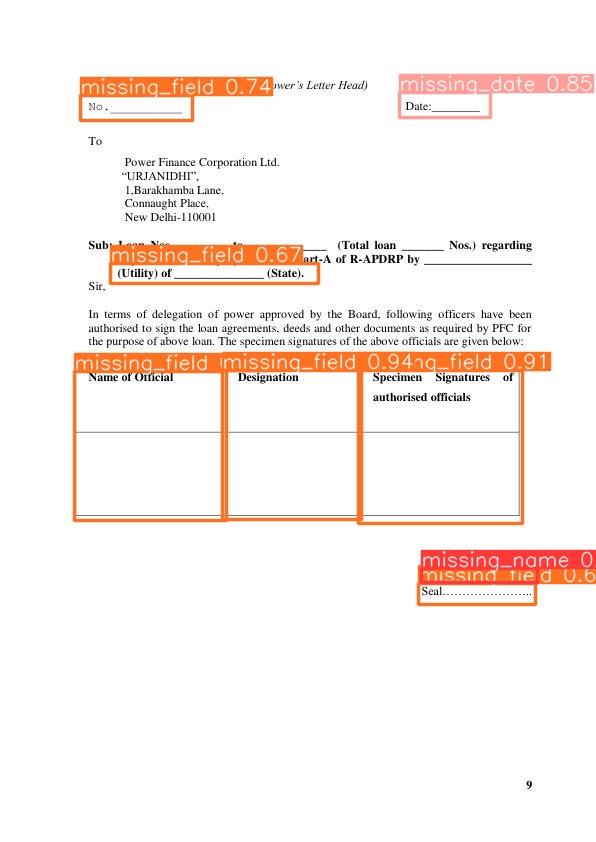 missing_field 0.74
ower's Letter Head)
missing_date 0.85
No.___________
Date:________
To
Power Finance Corporation Ltd.
“URJANIDHI”,
1,Barakhamba Lane,
Connaught Place,
New Delhi-110001
Sub: Loan Nos. to ________ (Total loan _______ Nos.) regarding
missing_field 0.67
art-A of R-APDRP by __________________
(Utility) of _______________ (State).
Sir,
In terms of delegation of power approved by the Board, following officers have been
authorised to sign the loan agreements, deeds and other documents as required by PFC for
the purpose of above loan. The specimen signatures of the above officials are given below:
missing_field missing_field 0.94 ng_field 0.91
Name of Official Designation Specimen Signatures of
authorised officials
missing_name 0.
missing_field 0.6
Seal…………………..
9